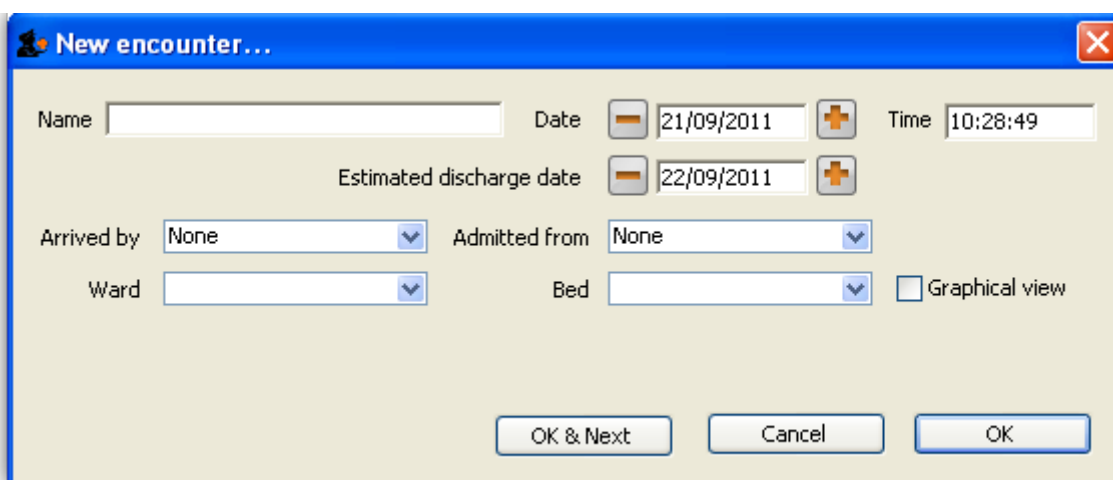 New encounter...
Name Date 21/09/2011 Time 10:28:49
Estimated discharge date 22/09/2011
Arrived by None Admitted from None
Ward Bed Graphical view
OK & Next Cancel OK